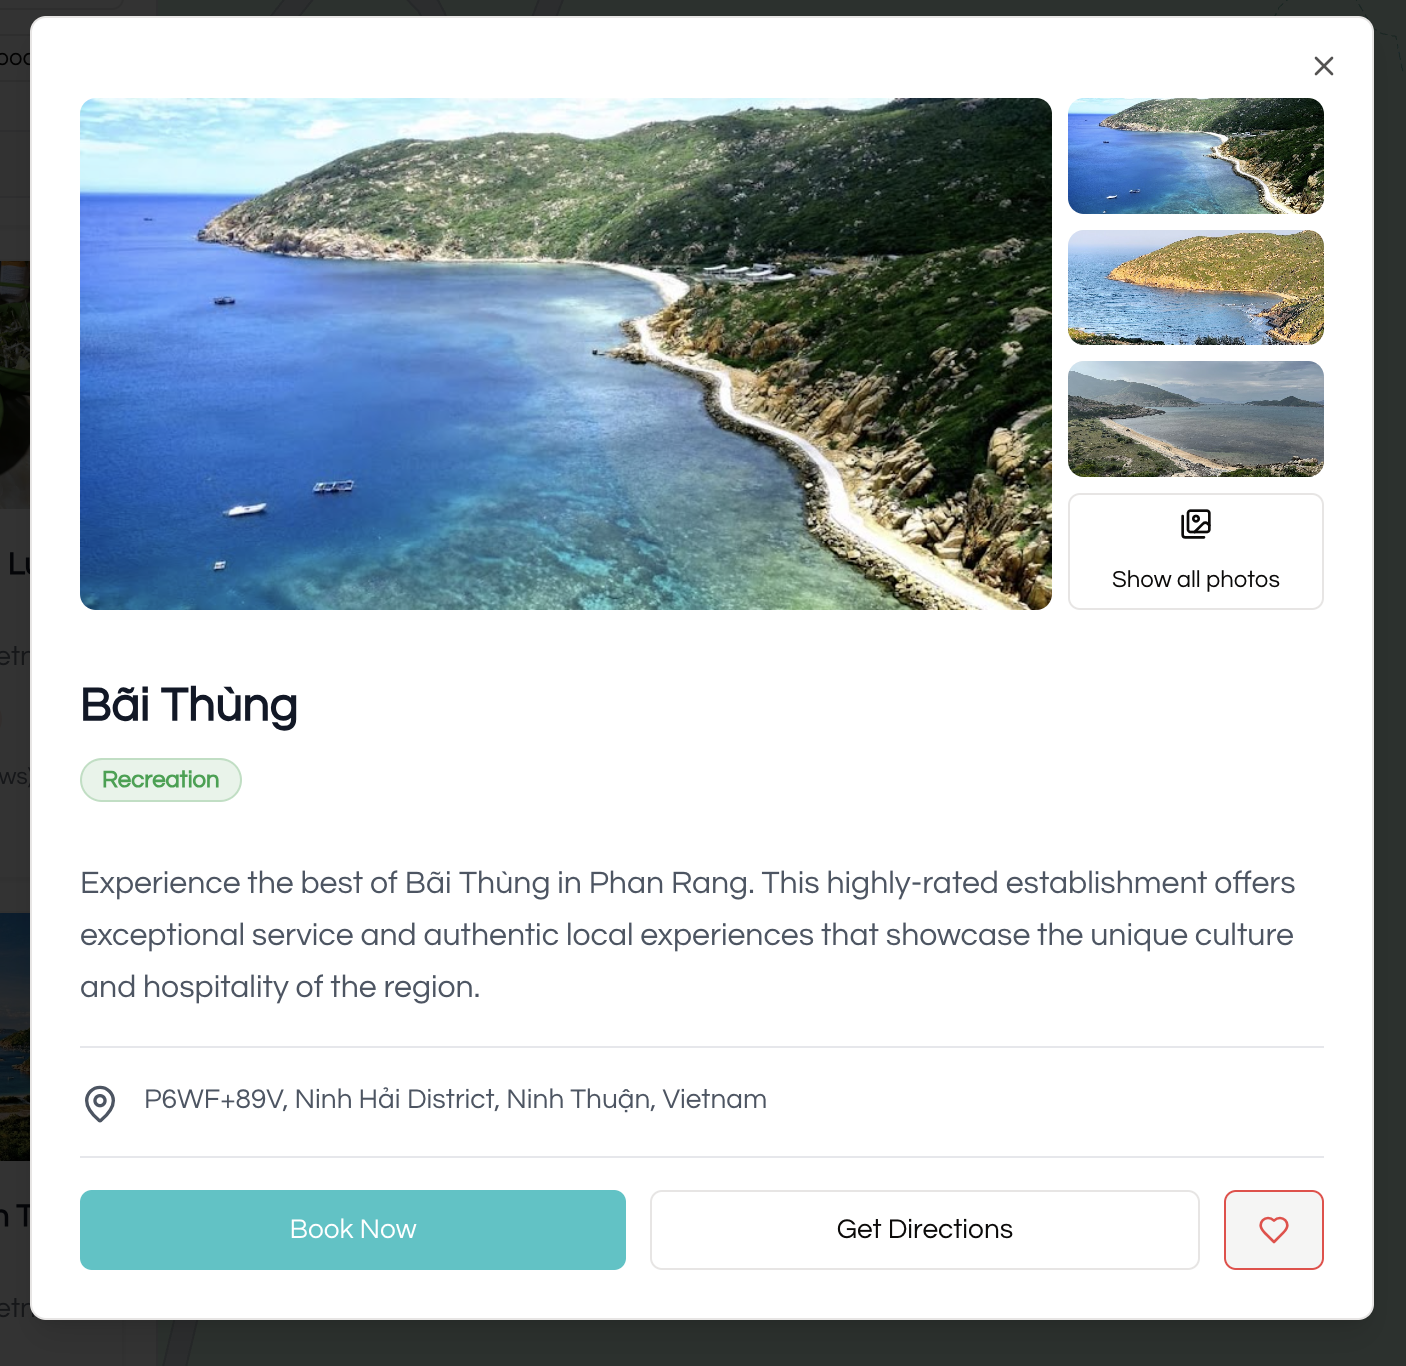 Show all photos
Bãi Thùng
Recreation
Experience the best of Bãi Thùng in Phan Rang. This highly-rated establishment offers
exceptional service and authentic local experiences that showcase the unique culture
and hospitality of the region.
P6WF+89V, Ninh Hải District, Ninh Thuận, Vietnam
Book Now
Get Directions